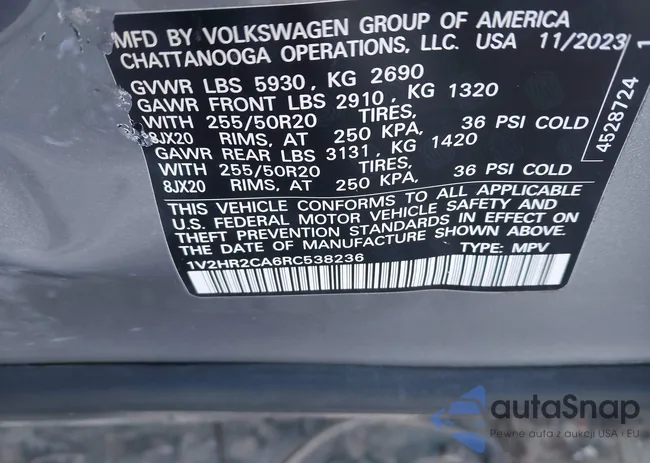 MFD BY VOLKSWAGEN GROUP OF AMERICA
CHATTANOOGA OPERATIONS, LLC. USA 11/2023
GVWR LBS 5930, KG 2690
GAWR FRONT LBS 2910, KG 1320
WITH 255/50R20 TIRES,
8JX20 RIMS, AT 250 KPA, 36 PSI COLD
GAWR REAR LBS 3131, KG 1420
WITH 255/50R20 TIRES,
8JX20 RIMS, AT 250 KPA, 36 PSI COLD
THIS VEHICLE CONFORMS TO ALL APPLICABLE
U.S. FEDERAL MOTOR VEHICLE SAFETY AND
THEFT PREVENTION STANDARDS IN EFFECT ON
THE DATE OF MANUFACTURE SHOWN ABOVE.
1V2HR2CA6RC538236 TYPE: MPV
4528724 1
autaSnap
Pewne auta z aukcji USA i EU